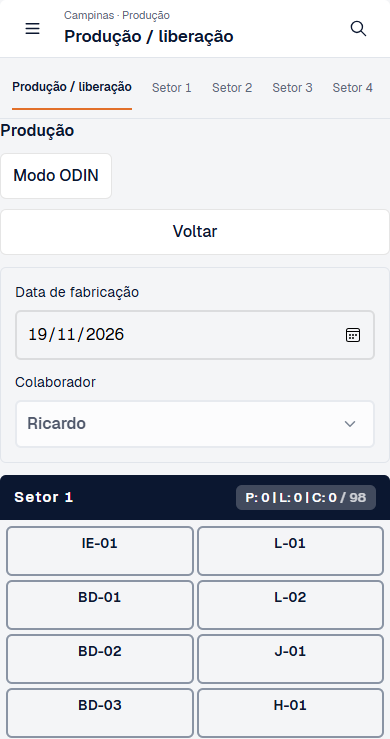 Campinas · Produção
Produção / liberação
Produção / liberação Setor 1 Setor 2 Setor 3 Setor 4
Produção
Modo ODIN
Voltar
Data de fabricação
19/11/2026
Colaborador
Ricardo
Setor 1 P: 0 | L: 0 | C: 0 / 98
IE-01 L-01
BD-01 L-02
BD-02 J-01
BD-03 H-01